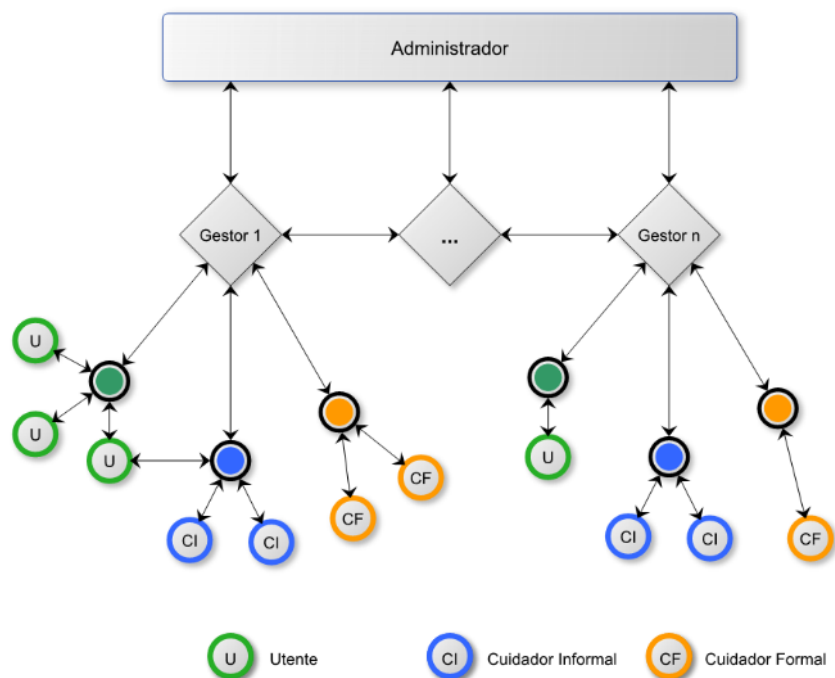 Administrador
Gestor 1
...
Gestor n
U
U
U
U
CF
CF
CI
CI
CI
CI
CF
U
Utente
CI
Cuidador Informal
CF
Cuidador Formal